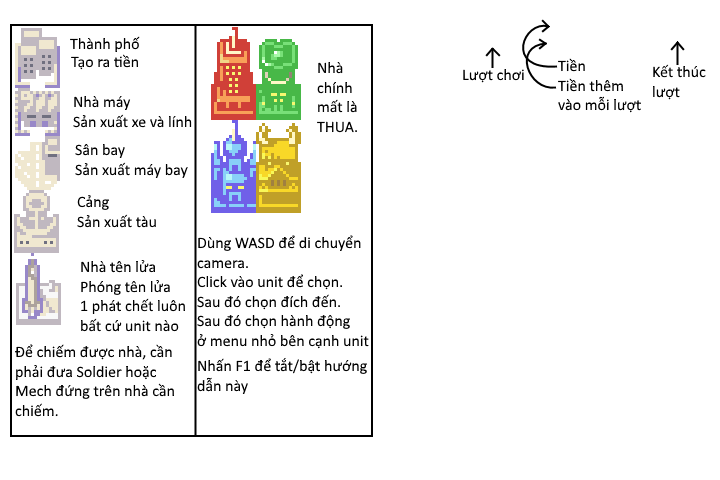 Thành phố
Tạo ra tiền
Nhà máy
Sản xuất xe và lính
Sân bay
Sản xuất máy bay
Cảng
Sản xuất tàu
Nhà tên lửa
Phóng tên lửa
1 phát chết luôn
bất cứ unit nào
Để chiếm được nhà, cần
phải đưa Soldier hoặc
Mech đứng trên nhà cần
chiếm.
Nhà
chính
mất là
THUA.
Dùng WASD để di chuyển
camera.
Click vào unit để chọn.
Sau đó chọn đích đến.
Sau đó chọn hành động
ở menu nhỏ bên cạnh unit
Nhấn F1 để tắt/bật hướng
dẫn này
Lượt chơi
Tiền
Tiền thêm
vào mỗi lượt
Kết thúc
lượt